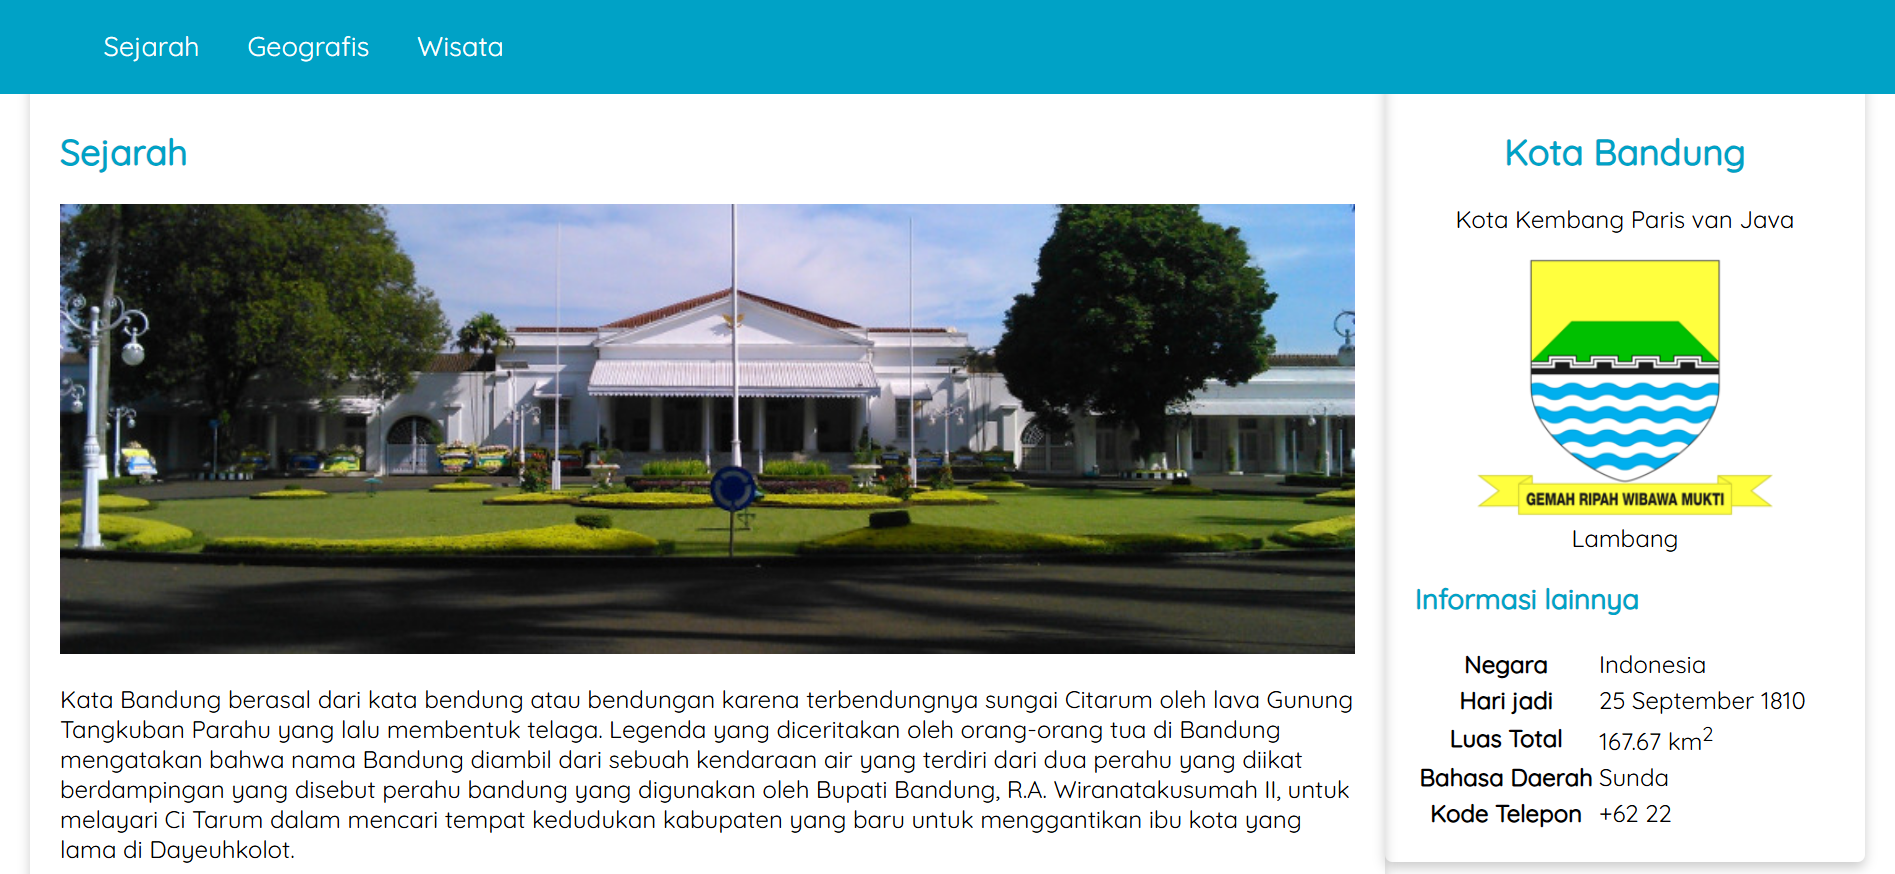 Sejarah Geografis Wisata
Sejarah
Kata Bandung berasal dari kata bendung atau bendungan karena terbendungnya sungai Citarum oleh lava Gunung
Tangkuban Parahu yang lalu membentuk telaga. Legenda yang diceritakan oleh orang-orang tua di Bandung
mengatakan bahwa nama Bandung diambil dari sebuah kendaraan air yang terdiri dari dua perahu yang diikat
berdampingan yang disebut perahu bandung yang digunakan oleh Bupati Bandung, R.A. Wiranatakusumah II, untuk
melayari Ci Tarum dalam mencari tempat kedudukan kabupaten yang baru untuk menggantikan ibu kota yang
lama di Dayeuhkolot.
Kota Bandung
Kota Kembang Paris van Java
GEMAH RIPAH WIBAWA MUKTI
Lambang
Informasi lainnya
Negara Indonesia
Hari jadi 25 September 1810
Luas Total 167.67 km²
Bahasa Daerah Sunda
Kode Telepon +62 22